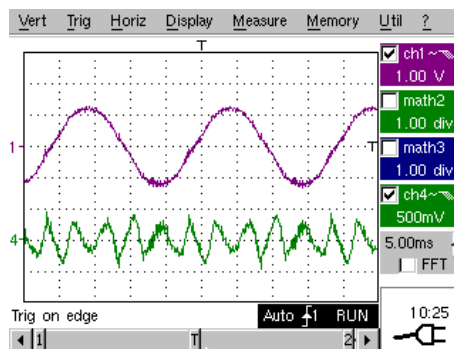 Vert Trig Horiz Display Measure Memory Util ?
T
ch1
1.00 V
math2
1.00 div
math3
1.00 div
ch4
500mV
5.00ms
FFT
1
T
4
Trig on edge
Auto 1 RUN
10:25
1 T 2